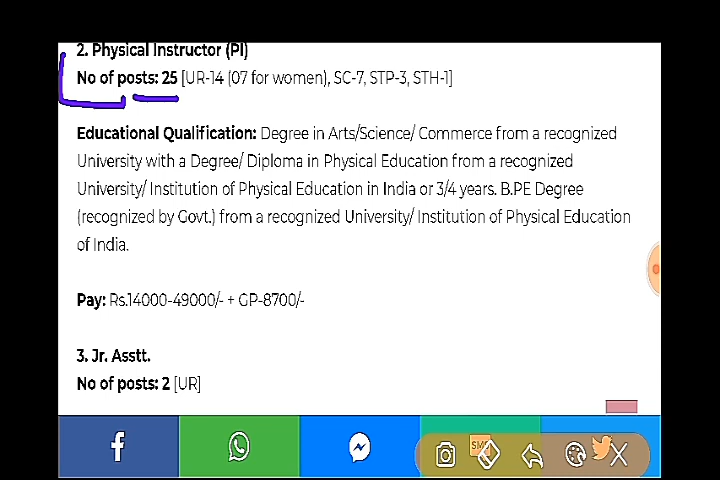 2. Physical Instructor (PI)
No of posts: 25 [UR-14 (07 for women), SC-7, STP-3, STH-1]
Educational Qualification: Degree in Arts/Science/ Commerce from a recognized
University with a Degree/ Diploma in Physical Education from a recognized
University/ Institution of Physical Education in India or 3/4 years. B.PE Degree
(recognized by Govt.) from a recognized University/ Institution of Physical Education
of India.
Pay: Rs.14000-49000/- + GP-8700/-
3. Jr. Asstt.
No of posts: 2 [UR]
SMS